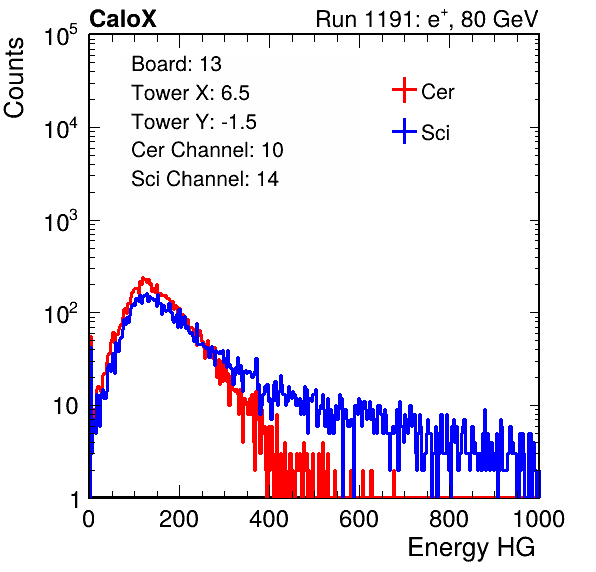 CaloX Run 1191: e⁺, 80 GeV
Counts
10⁵
10⁴
10³
10²
10
1
Board: 13
Tower X: 6.5
Tower Y: -1.5
Cer Channel: 10
Sci Channel: 14
Cer
Sci
0 200 400 600 800 1000
Energy HG